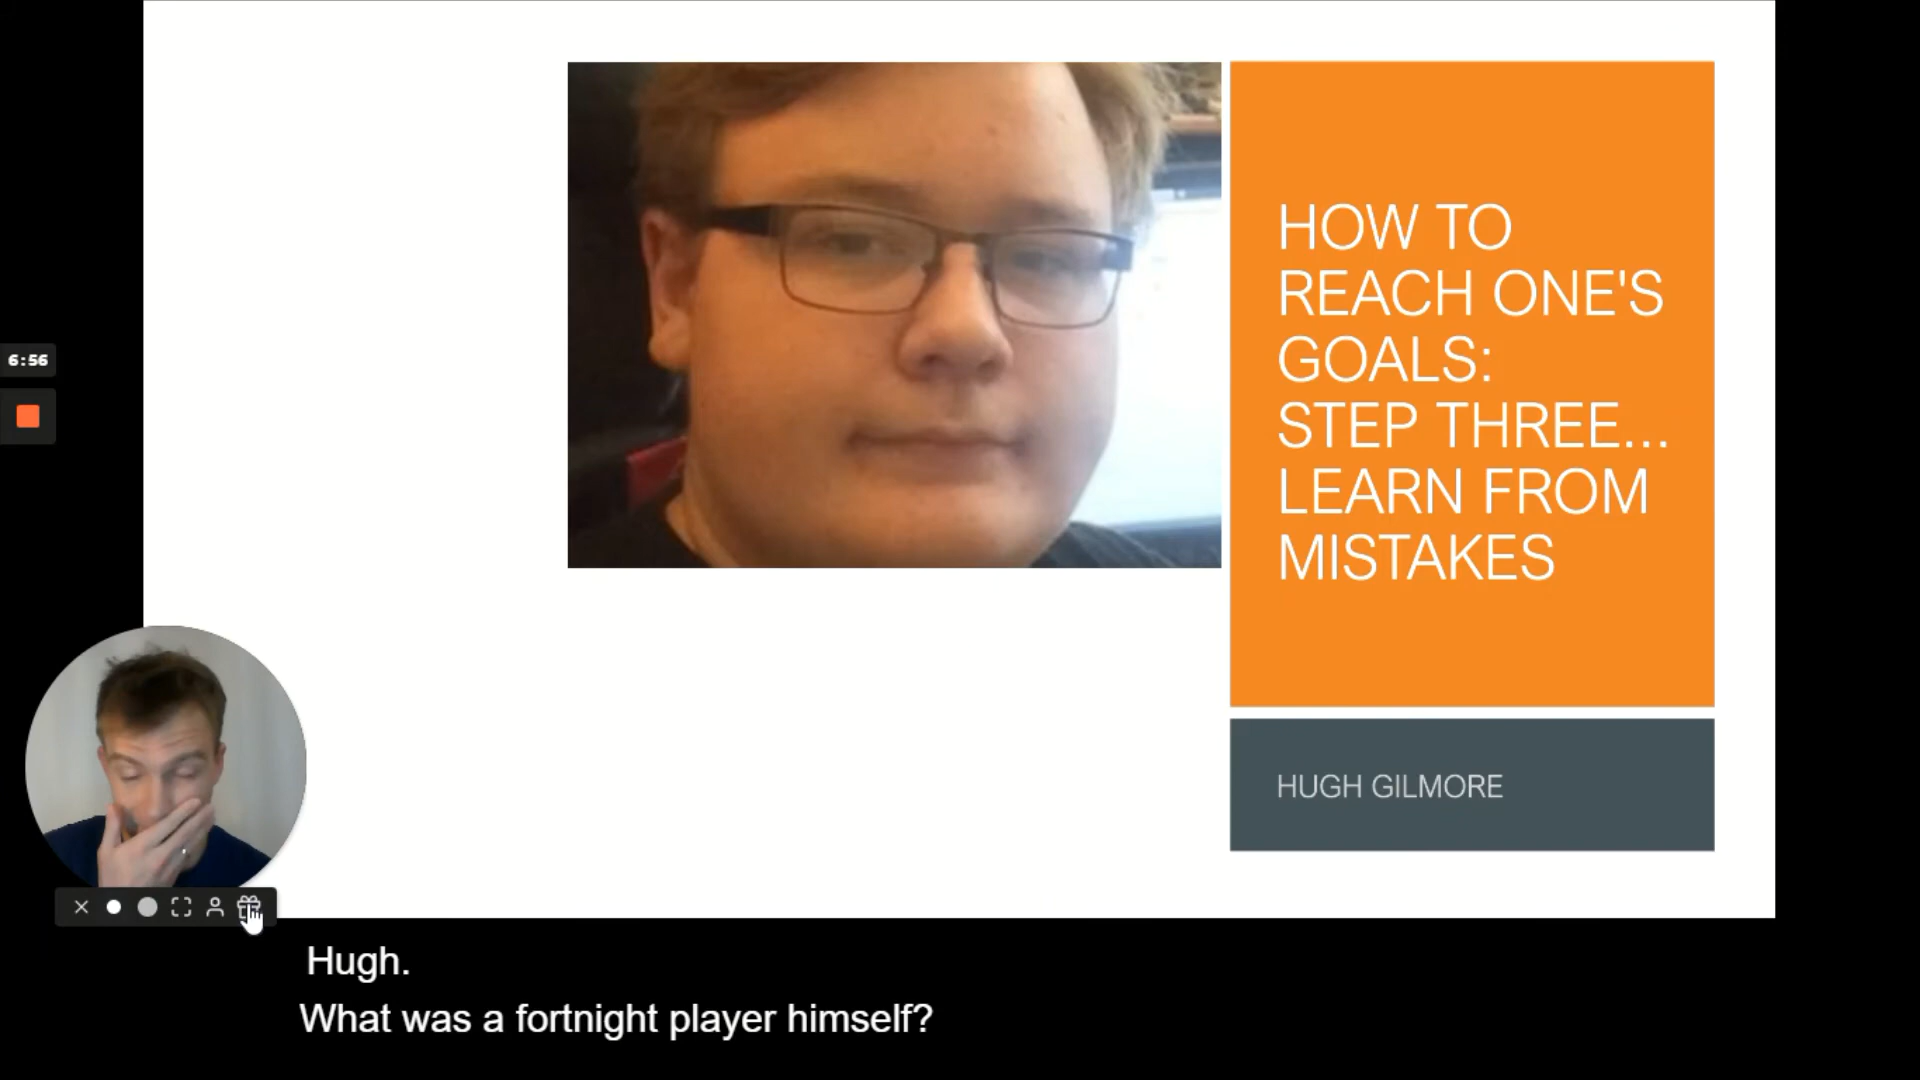 HOW TO
REACH ONE'S
GOALS:
STEP THREE...
LEARN FROM
MISTAKES
6:56
HUGH GILMORE
Hugh.
What was a fortnight player himself?